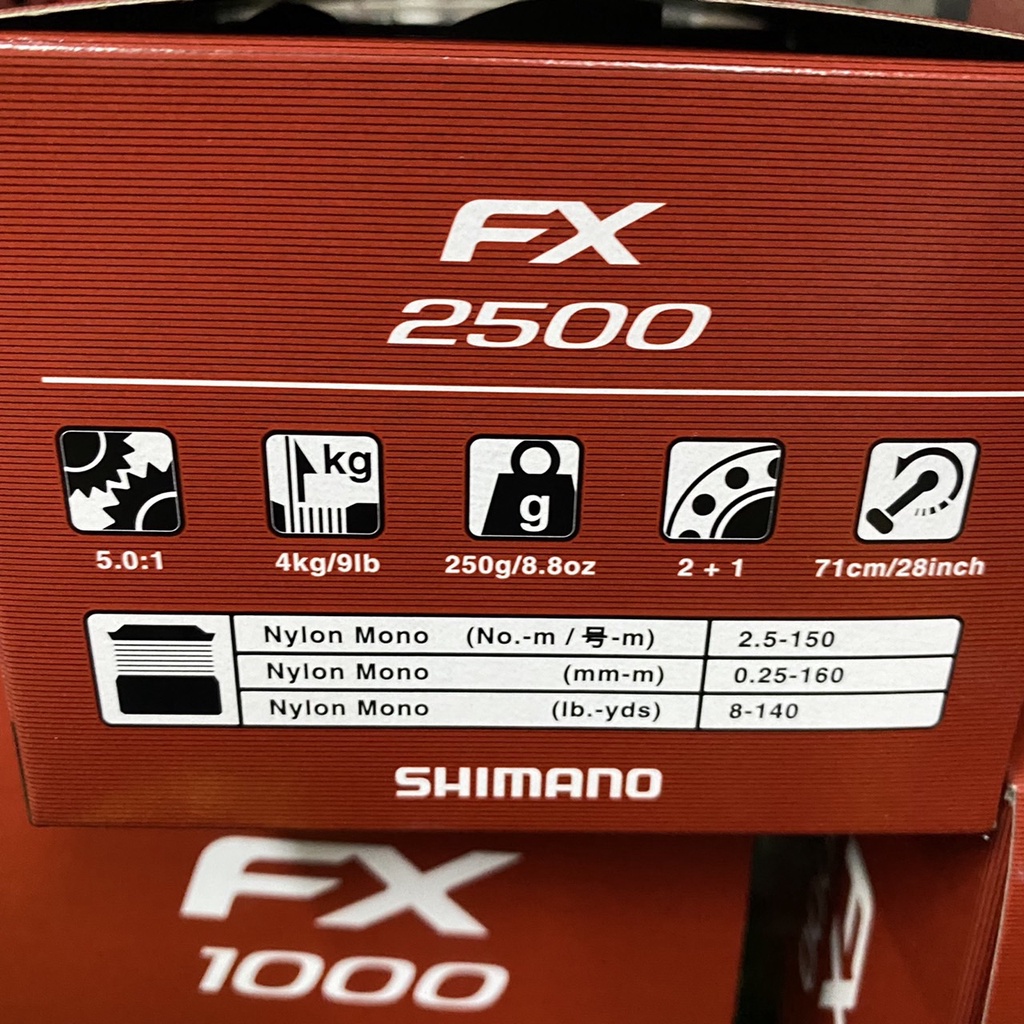 FX
2500
kg
g
5.0:1 4kg/9lb 250g/8.8oz 2 + 1 71cm/28inch
Nylon Mono (No.-m / 号-m) 2.5-150
Nylon Mono (mm-m) 0.25-160
Nylon Mono (lb.-yds) 8-140
SHIMANO
FX
1000